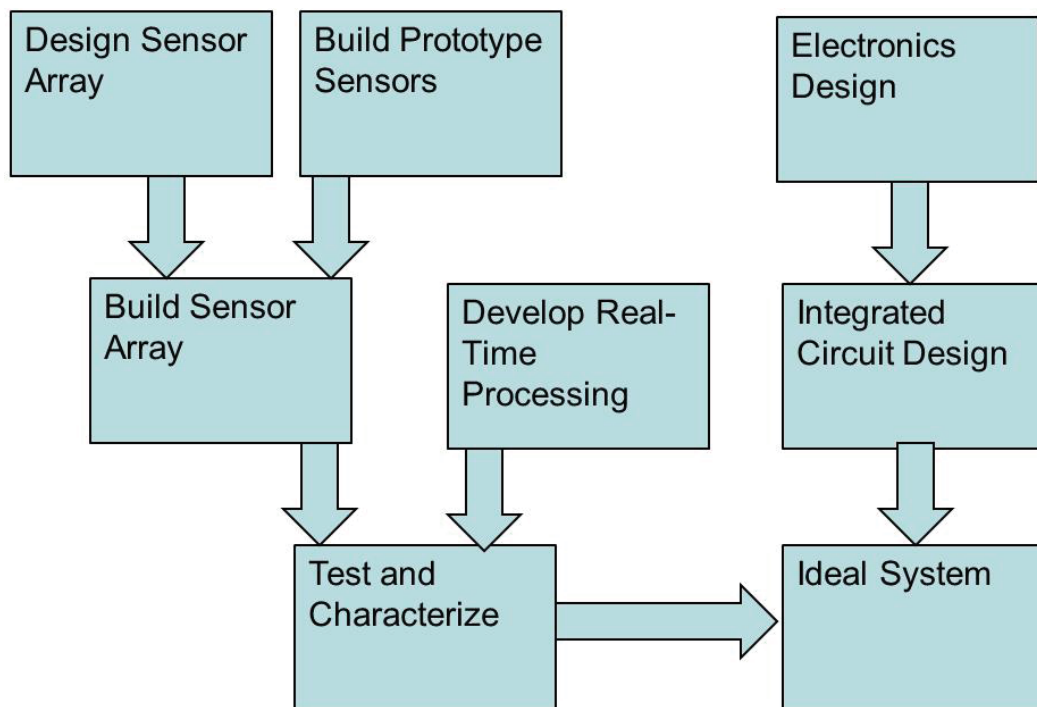 Design Sensor
Array
Build Prototype
Sensors
Electronics
Design
Build Sensor
Array
Develop Real-
Time
Processing
Integrated
Circuit Design
Test and
Characterize
Ideal System